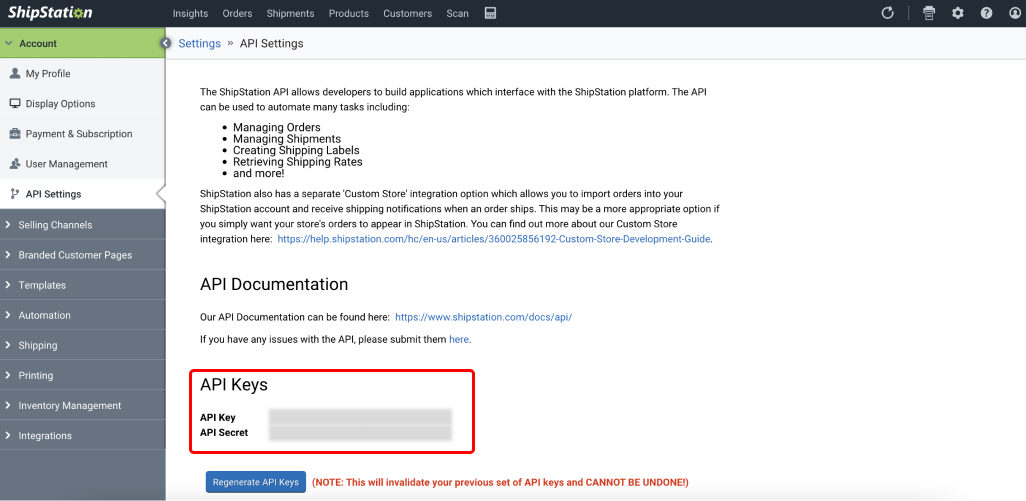 ShipStation
Insights Orders Shipments Products Customers Scan
Account
Settings » API Settings
My Profile
Display Options
Payment & Subscription
User Management
API Settings
Selling Channels
Branded Customer Pages
Templates
Automation
Shipping
Printing
Inventory Management
Integrations
The ShipStation API allows developers to build applications which interface with the ShipStation platform. The API
can be used to automate many tasks including:
• Managing Orders
• Managing Shipments
• Creating Shipping Labels
• Retrieving Shipping Rates
• and more!
ShipStation also has a separate 'Custom Store' integration option which allows you to import orders into your
ShipStation account and receive shipping notifications when an order ships. This may be a more appropriate option if
you simply want your store's orders to appear in ShipStation. You can find out more about our Custom Store
integration here: https://help.shipstation.com/hc/en-us/articles/360025856192-Custom-Store-Development-Guide.
API Documentation
Our API Documentation can be found here: https://www.shipstation.com/docs/api/
If you have any issues with the API, please submit them here.
API Keys
API Key
API Secret
Regenerate API Keys (NOTE: This will invalidate your previous set of API keys and CANNOT BE UNDONE!)